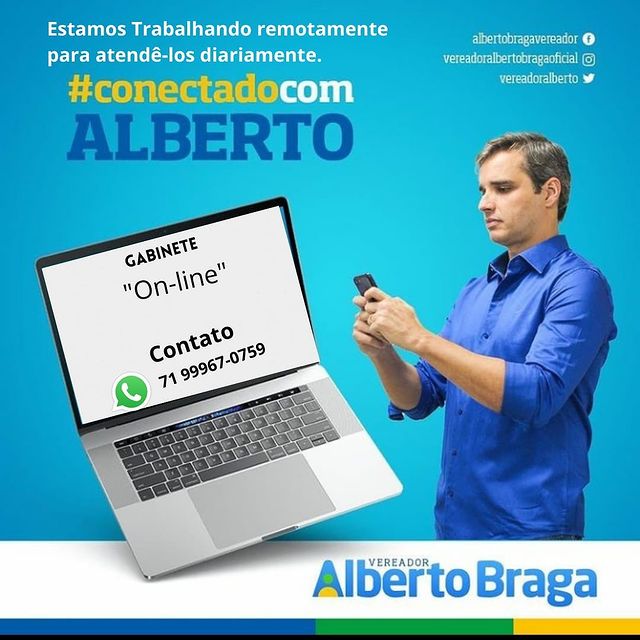 Estamos Trabalhando remotamente
para atendê-los diariamente.
#conectadocom
ALBERTO
albertobragavereador
vereadoralbertobragaoficial
vereadoralberto
GABINETE
"On-line"
Contato
71 99967-0759
VEREADOR
Alberto Braga